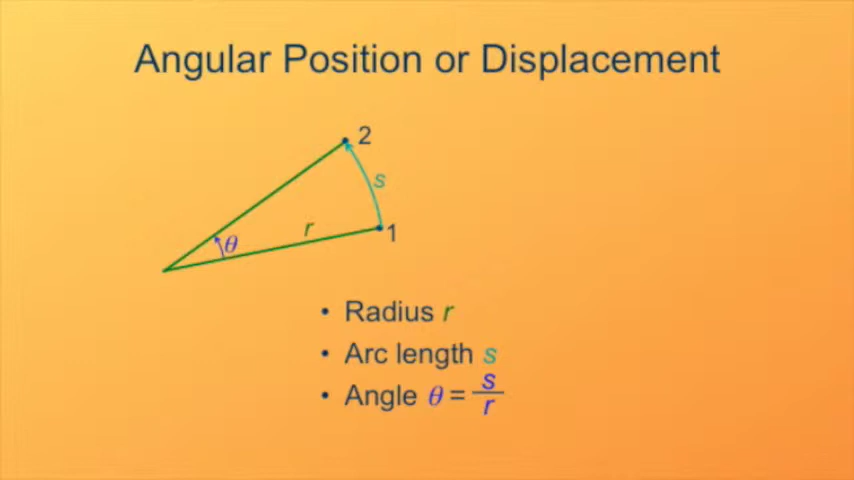 Angular Position or Displacement
2
s
θ
r
1
• Radius r
• Arc length s
• Angle θ = s/r